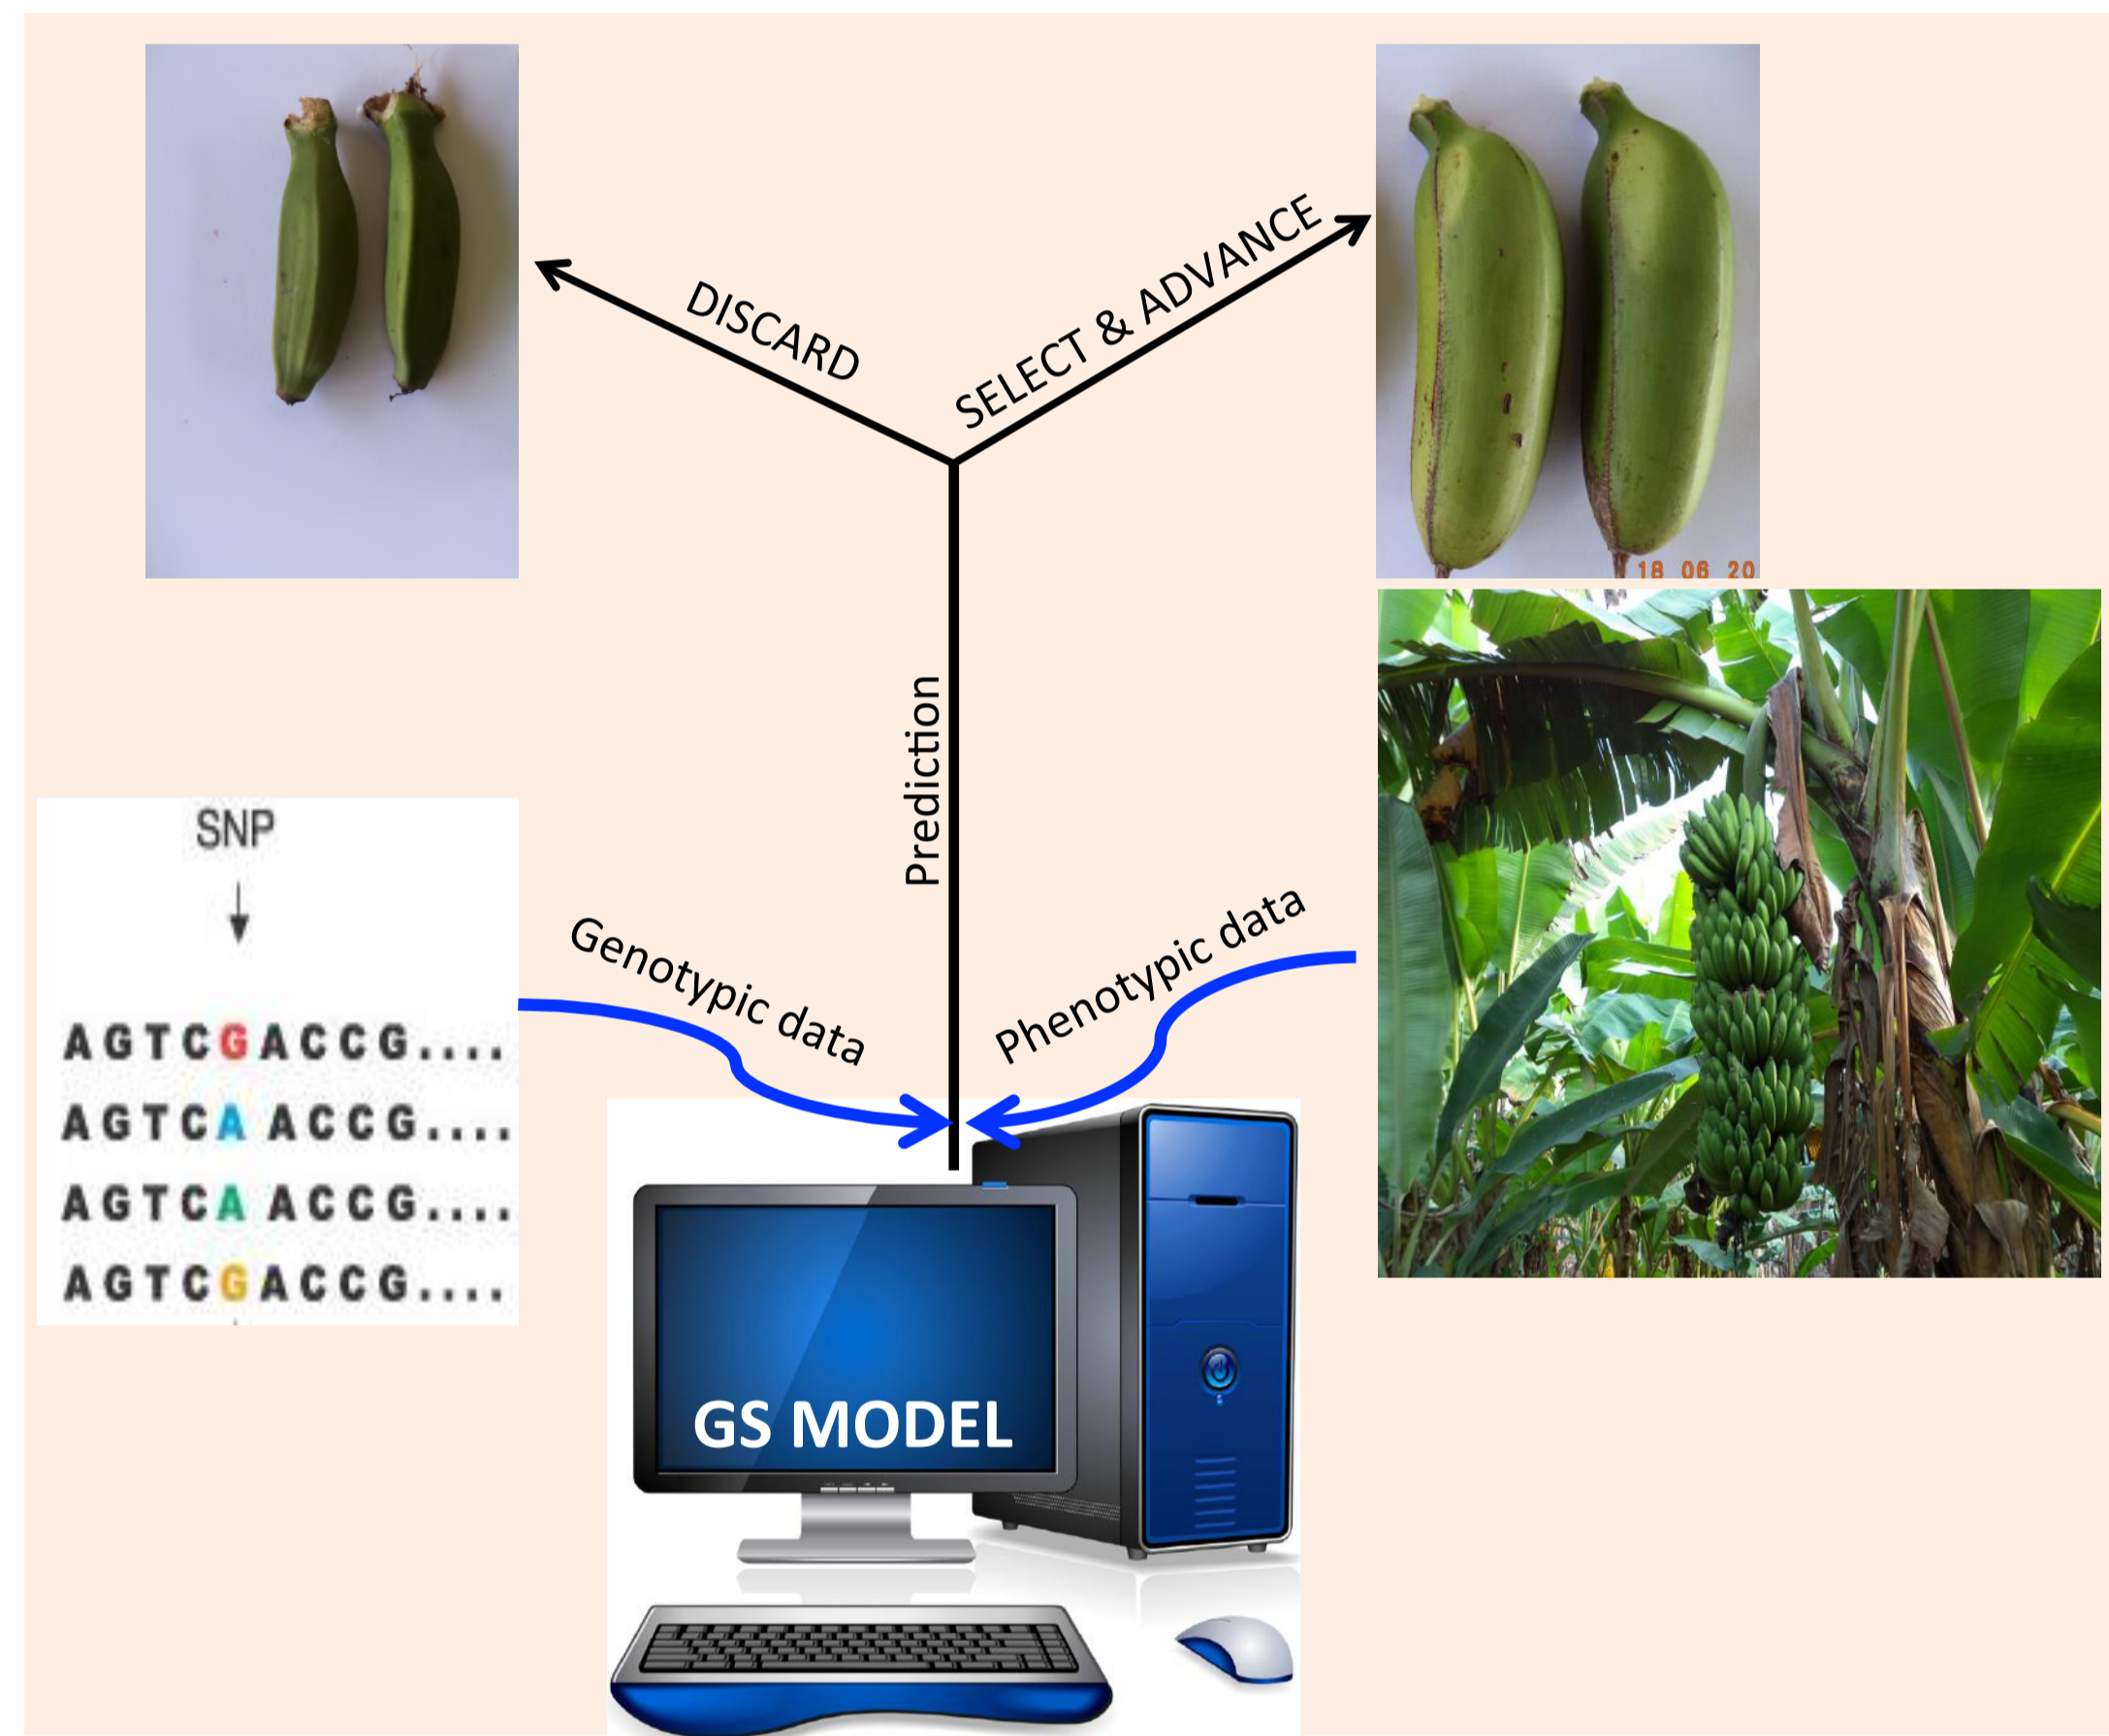 DISCARD
SELECT & ADVANCE
18 06 20
Prediction
SNP
Genotypic data
Phenotypic data
AGTCGACCG....
AGTCA ACCG....
AGTCA ACCG....
AGTCGACCG....
GS MODEL